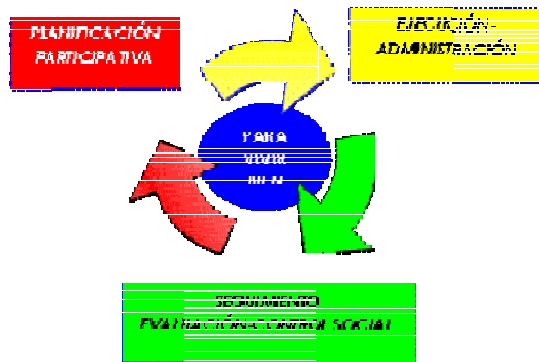 PLANIFICACIÓN
PARTICIPATIVA
EJECUCIÓN -
ADMINISTRACIÓN
PARA
VIVIR
BIEN
SEGUIMIENTO
EVALUACIÓN-CONTROL SOCIAL